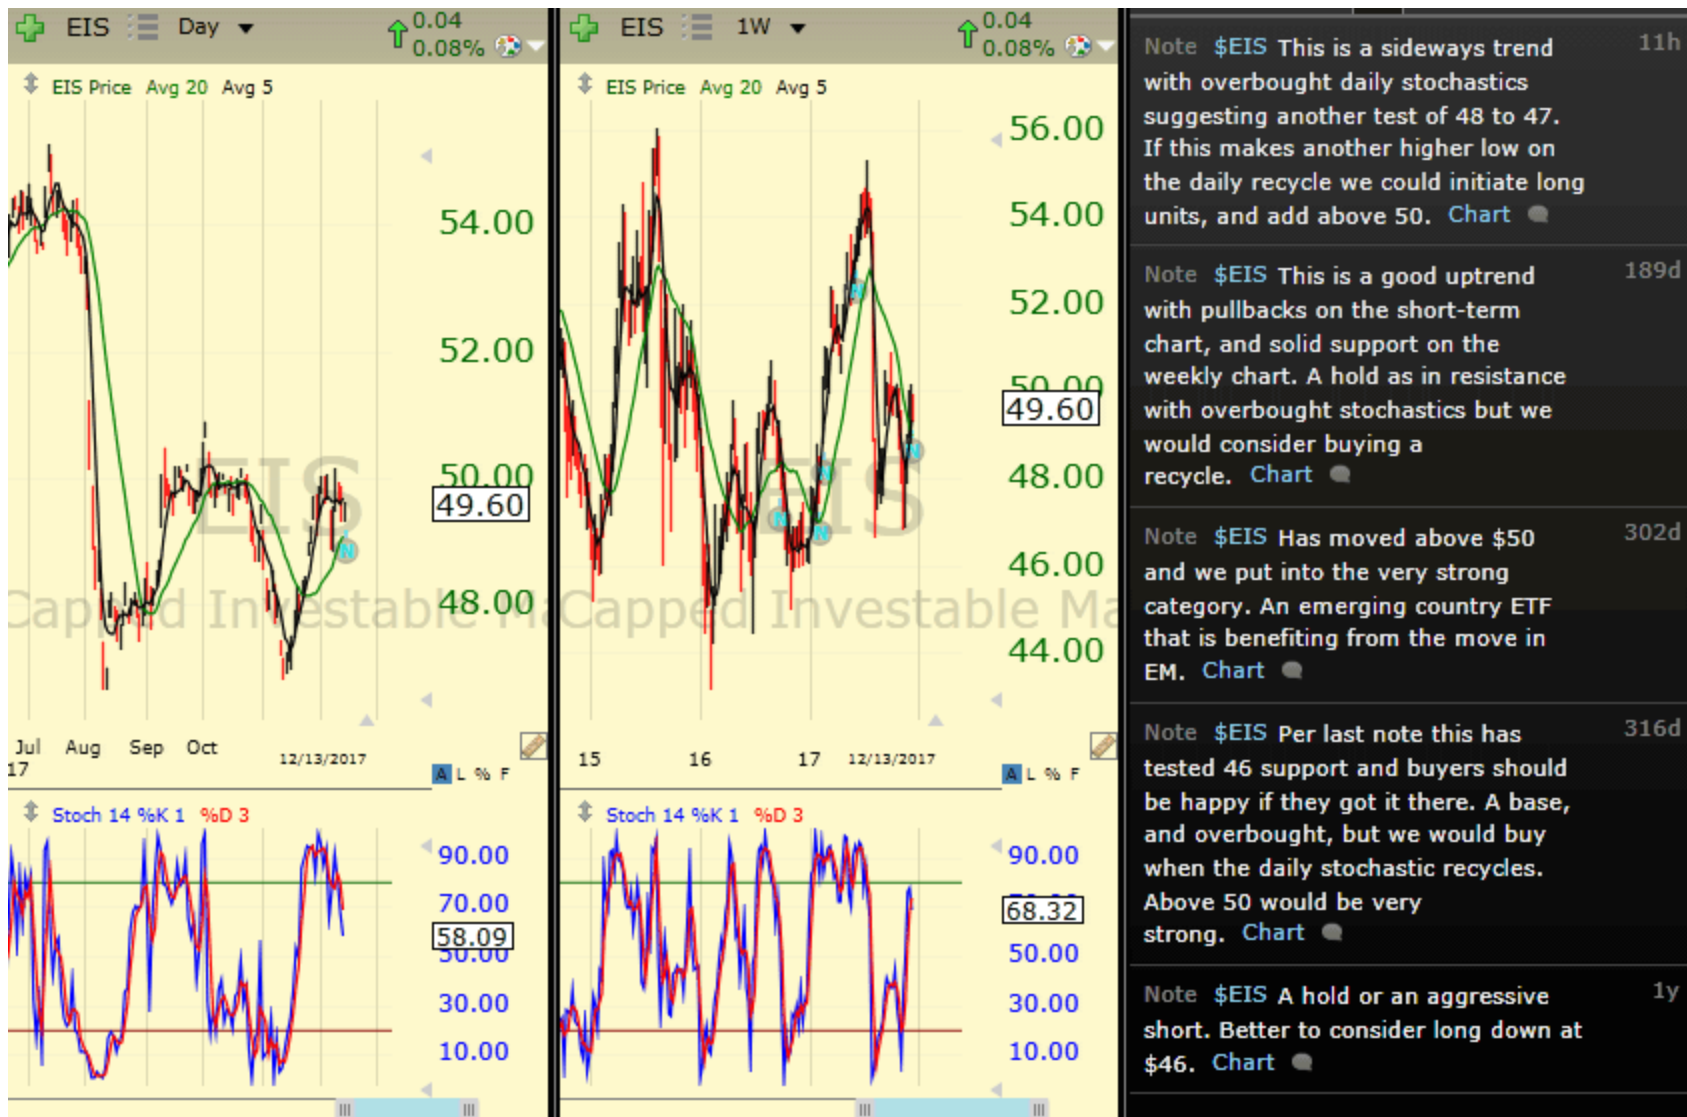 EIS Day 0.04
0.08%
EIS Price Avg 20 Avg 5
54.00
52.00
50.00
49.60
48.00
EIS
N
Capped Investable Ma
Jul Aug Sep Oct 12/13/2017
17
A L % F
Stoch 14 %K 1 %D 3
90.00
70.00
58.09
50.00
30.00
10.00
EIS 1W 0.04
0.08%
EIS Price Avg 20 Avg 5
56.00
54.00
52.00
50.00
49.60
48.00
46.00
44.00
EIS
N
N
N
N
N
Capped Investable Ma
15 16 17 12/13/2017
A L % F
Stoch 14 %K 1 %D 3
90.00
68.32
50.00
30.00
10.00
Note $EIS This is a sideways trend 11h
with overbought daily stochastics
suggesting another test of 48 to 47.
If this makes another higher low on
the daily recycle we could initiate long
units, and add above 50. Chart
Note $EIS This is a good uptrend 189d
with pullbacks on the short-term
chart, and solid support on the
weekly chart. A hold as in resistance
with overbought stochastics but we
would consider buying a
recycle. Chart
Note $EIS Has moved above $50 302d
and we put into the very strong
category. An emerging country ETF
that is benefiting from the move in
EM. Chart
Note $EIS Per last note this has 316d
tested 46 support and buyers should
be happy if they got it there. A base,
and overbought, but we would buy
when the daily stochastic recycles.
Above 50 would be very
strong. Chart
Note $EIS A hold or an aggressive 1y
short. Better to consider long down at
$46. Chart